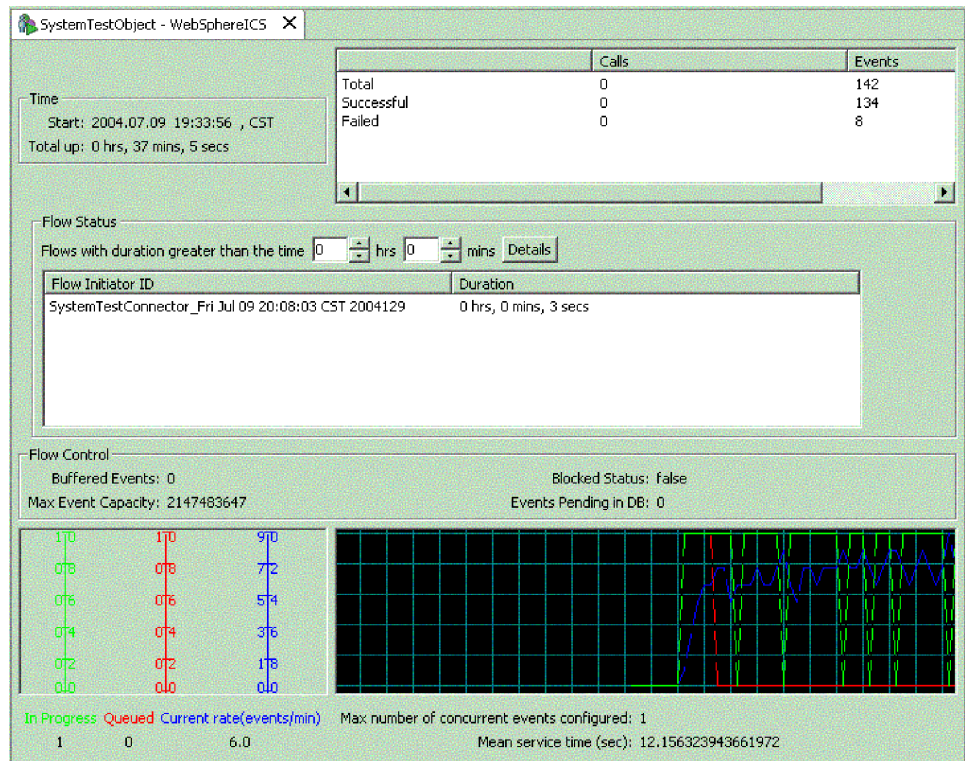 SystemTestObject - WebSphereICS
Calls Events
Total 0 142
Successful 0 134
Failed 0 8
Time
Start: 2004.07.09 19:33:56 , CST
Total up: 0 hrs, 37 mins, 5 secs
Flow Status
Flows with duration greater than the time 0 hrs 0 mins Details
Flow Initiator ID Duration
SystemTestConnector_Fri Jul 09 20:08:03 CST 2004129 0 hrs, 0 mins, 3 secs
Flow Control
Buffered Events: 0 Blocked Status: false
Max Event Capacity: 2147483647 Events Pending in DB: 0
1.0 1.0 9.0
0.8 0.8 7.2
0.6 0.6 5.4
0.4 0.4 3.6
0.2 0.2 1.8
0.0 0.0 0.0
In Progress Queued Current rate(events/min) Max number of concurrent events configured: 1
1 0 6.0 Mean service time (sec): 12.156323943661972